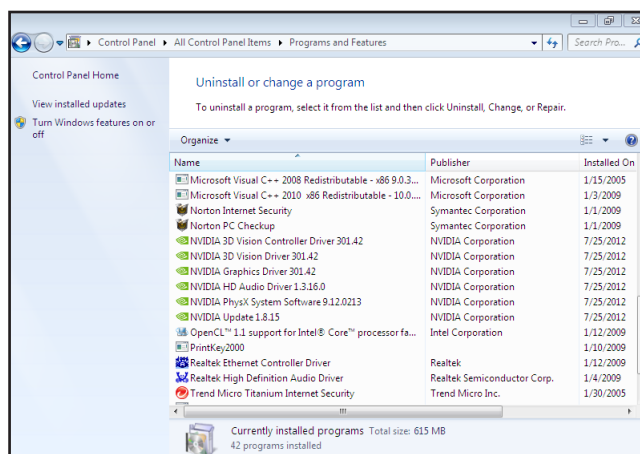 Control Panel ▸ All Control Panel Items ▸ Programs and Features
Search Pro...
Control Panel Home
View installed updates
Turn Windows features on or
off
Uninstall or change a program
To uninstall a program, select it from the list and then click Uninstall, Change, or Repair.
Organize
Name Publisher Installed On
Microsoft Visual C++ 2008 Redistributable - x86 9.0.3... Microsoft Corporation 1/15/2005
Microsoft Visual C++ 2010 x86 Redistributable - 10.0.... Microsoft Corporation 1/3/2009
Norton Internet Security Symantec Corporation 1/1/2009
Norton PC Checkup Symantec Corporation 1/1/2009
NVIDIA 3D Vision Controller Driver 301.42 NVIDIA Corporation 7/25/2012
NVIDIA 3D Vision Driver 301.42 NVIDIA Corporation 7/25/2012
NVIDIA Graphics Driver 301.42 NVIDIA Corporation 7/25/2012
NVIDIA HD Audio Driver 1.3.16.0 NVIDIA Corporation 7/25/2012
NVIDIA PhysX System Software 9.12.0213 NVIDIA Corporation 7/25/2012
NVIDIA Update 1.8.15 NVIDIA Corporation 7/25/2012
OpenCL™ 1.1 support for Intel® Core™ processor fa... Intel Corporation 1/12/2009
PrintKey2000 1/10/2009
Realtek Ethernet Controller Driver Realtek 1/12/2009
Realtek High Definition Audio Driver Realtek Semiconductor Corp. 1/4/2009
Trend Micro Titanium Internet Security Trend Micro Inc. 1/30/2005
Currently installed programs Total size: 615 MB
42 programs installed